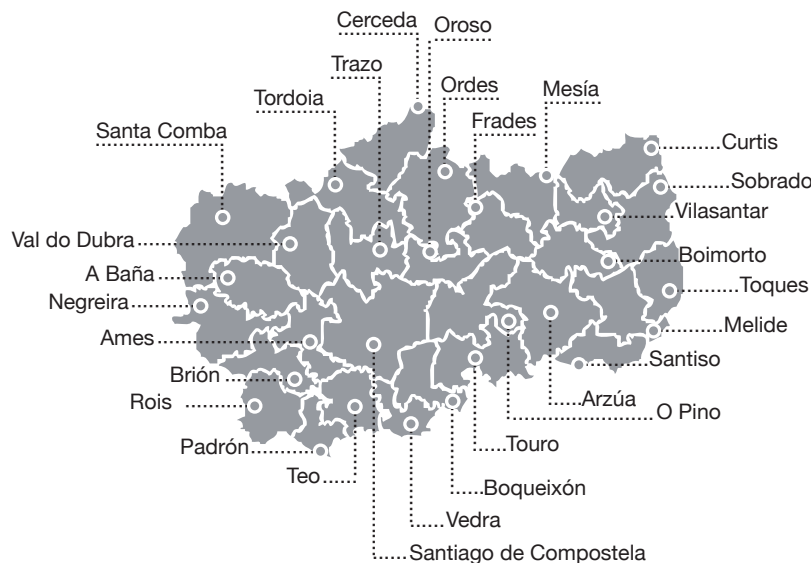 Cerceda
Oroso
Trazo
Ordes
Mesía
Tordoia
Frades
Santa Comba
Curtis
Sobrado
Vilasantar
Val do Dubra
Boimorto
A Baña
Toques
Negreira
Melide
Ames
Santiso
Brión
Arzúa
Rois
O Pino
Padrón
Touro
Teo
Boqueixón
Vedra
Santiago de Compostela